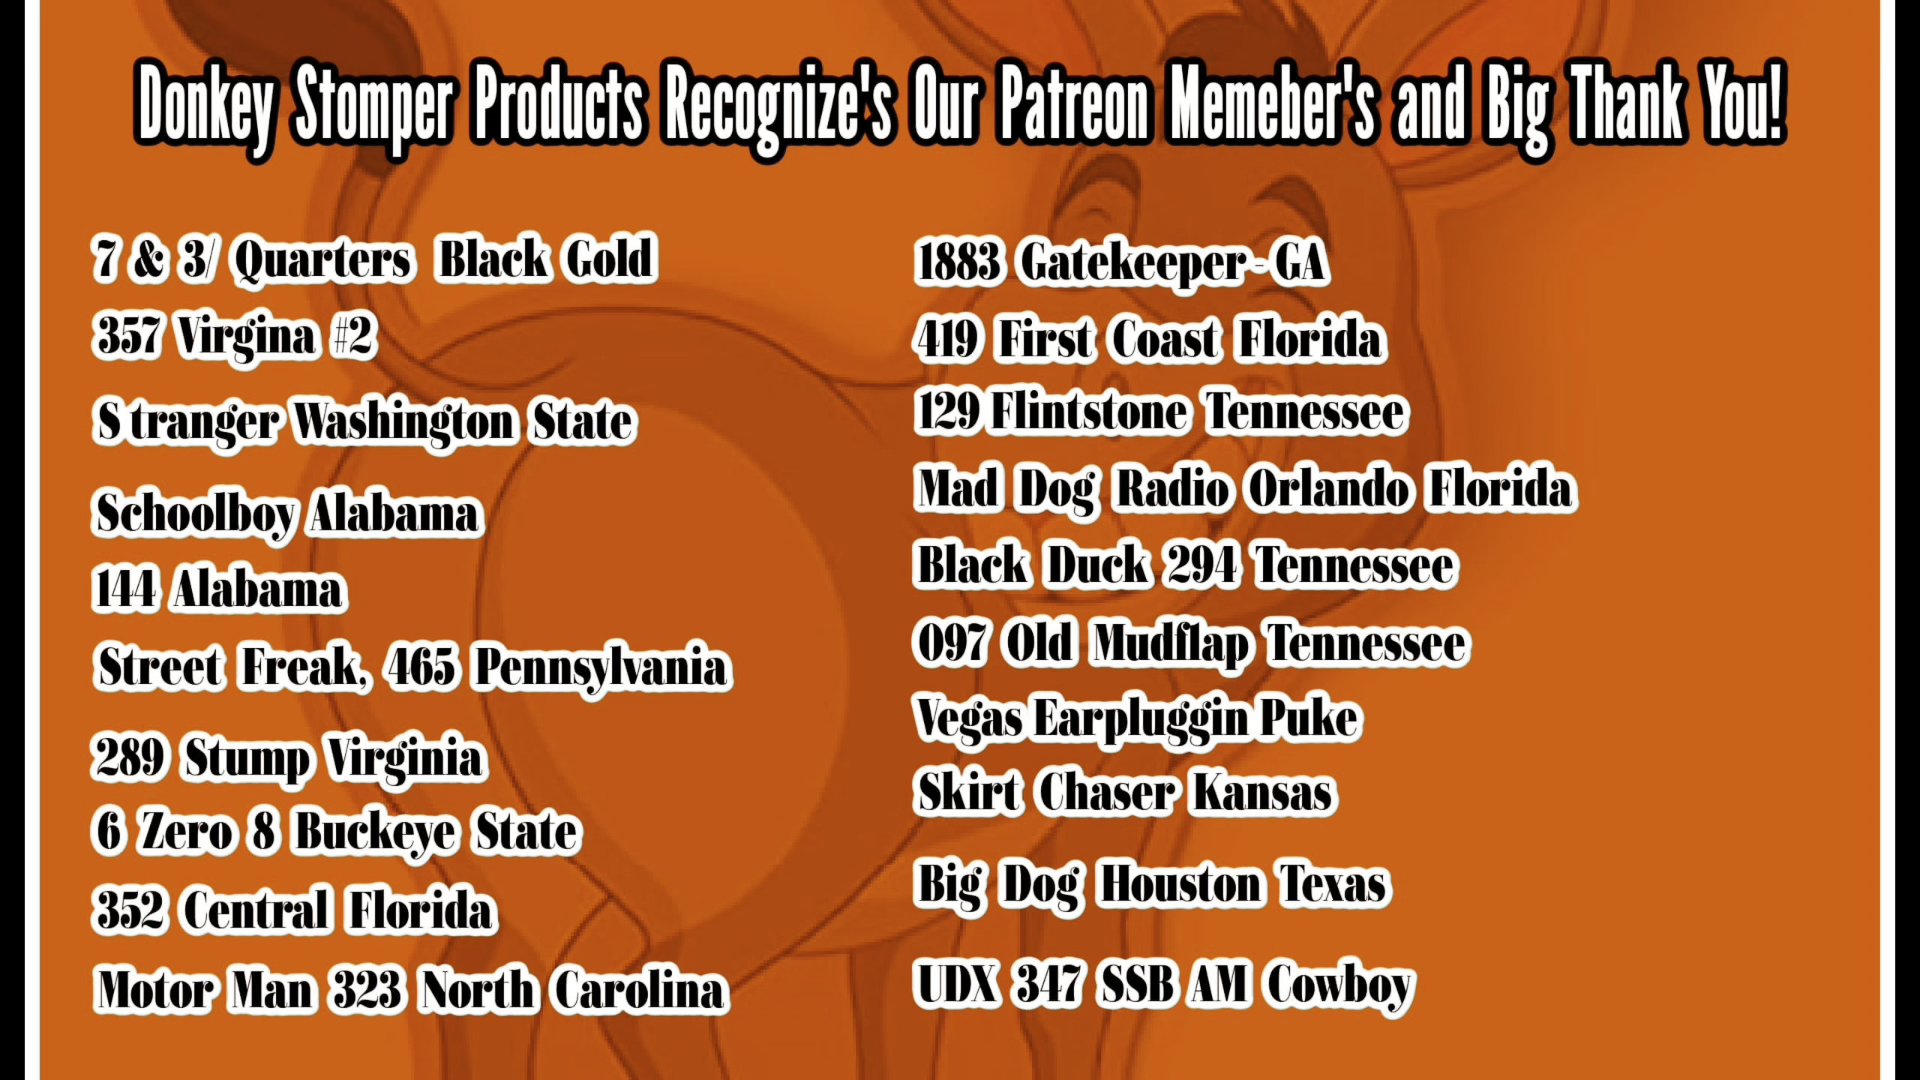 Donkey Stomper Products Recognize's Our Patreon Memeber's and Big Thank You!
7 & 3/ Quarters Black Gold
357 Virgina #2
S tranger Washington State
Schoolboy Alabama
144 Alabama
Street Freak, 465 Pennsylvania
289 Stump Virginia
6 Zero 8 Buckeye State
352 Central Florida
Motor Man 323 North Carolina
1883 Gatekeeper - GA
419 First Coast Florida
129 Flintstone Tennessee
Mad Dog Radio Orlando Florida
Black Duck 294 Tennessee
097 Old Mudflap Tennessee
Vegas Earpluggin Puke
Skirt Chaser Kansas
Big Dog Houston Texas
UDX 347 SSB AM Cowboy